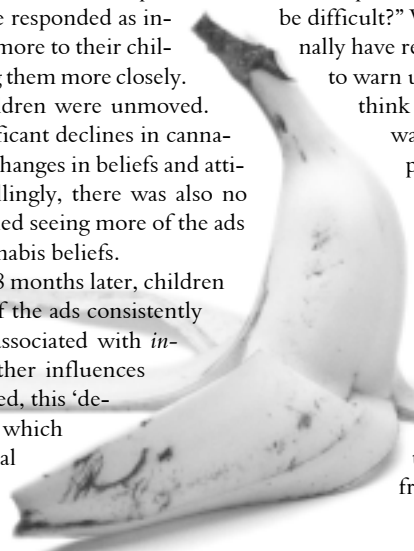 e responded as in-
more to their chil-
g them more closely.
dren were unmoved.
ficant declines in canna-
hanges in beliefs and atti-
llingly, there was also no
ed seeing more of the ads
nabis beliefs.
8 months later, children
f the ads consistently
ssociated with in-
ther influences
ed, this ‘de-
which
al
be difficult?” V
nally have re
to warn u
think
wa
p
fr